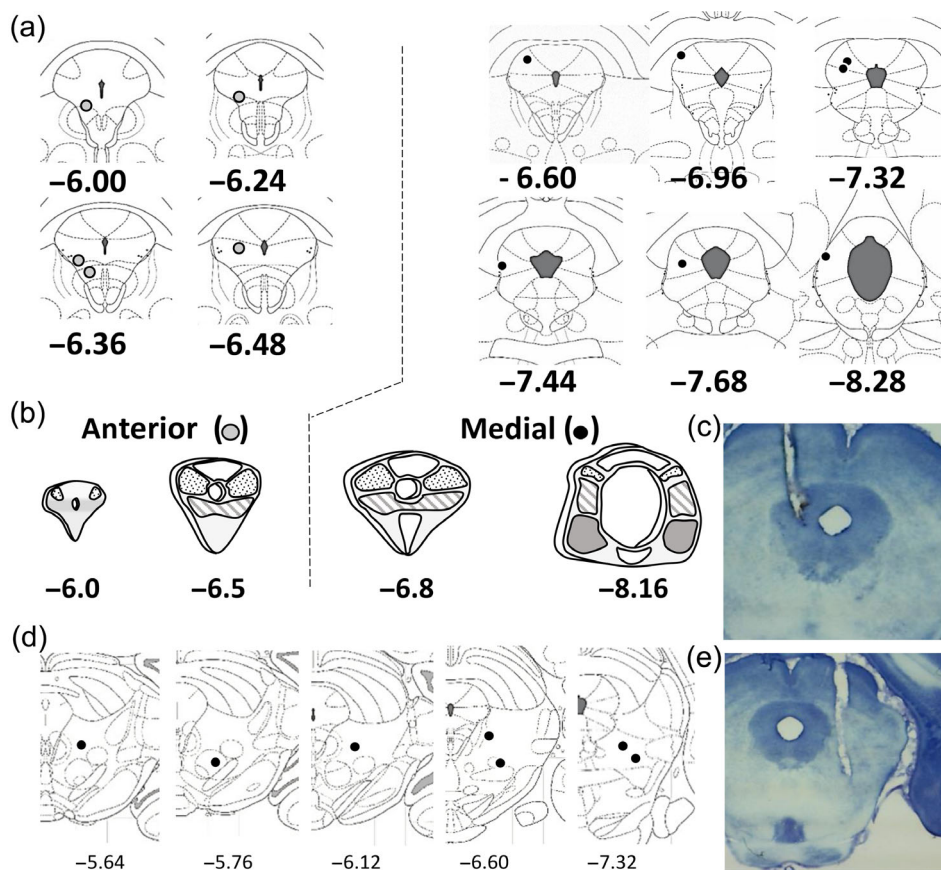 (a)
−6.00 −6.24
- 6.60 −6.96 −7.32
−6.36 −6.48
−7.44 −7.68 −8.28
(b)
Anterior ( )
Medial ( )
(c)
−6.0 −6.5 −6.8 −8.16
(d)
(e)
−5.64 −5.76 −6.12 −6.60 −7.32